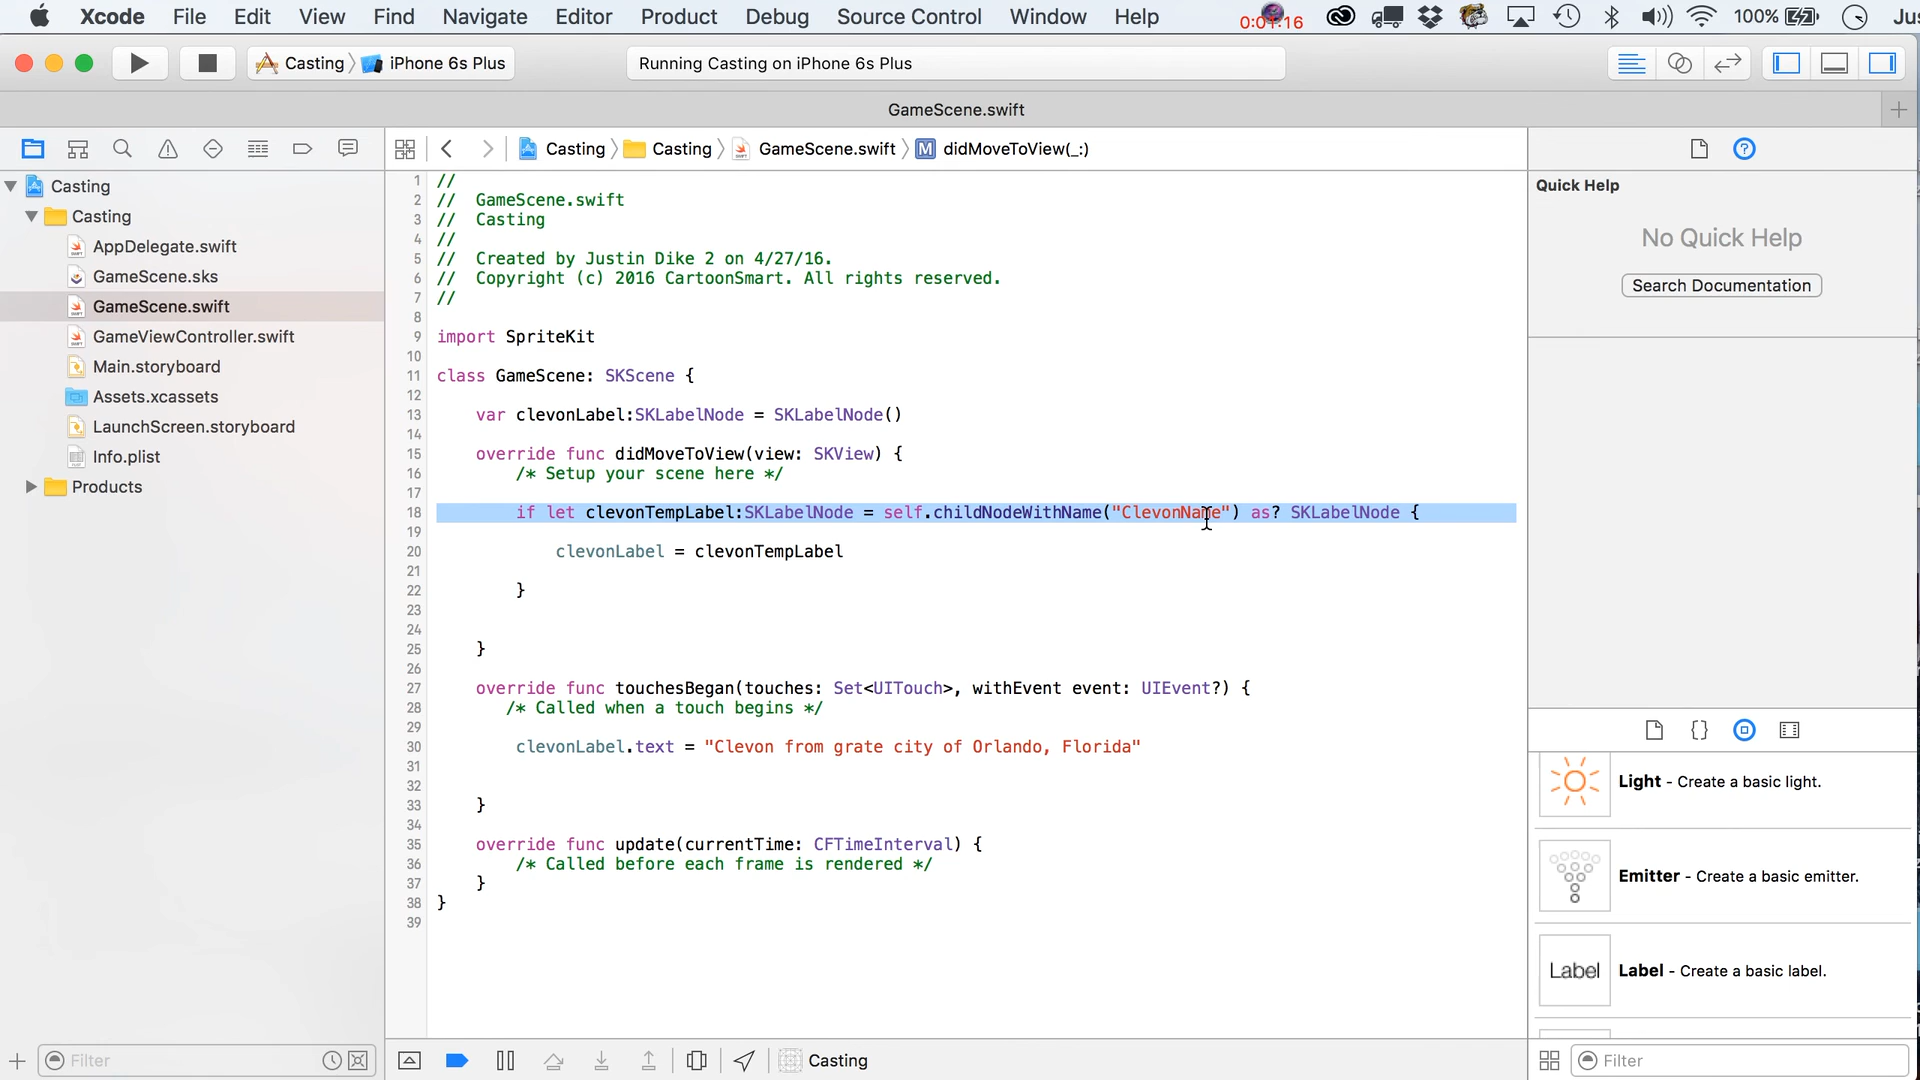 Xcode File Edit View Find Navigate Editor Product Debug Source Control Window Help 0:01:16 100%
Casting iPhone 6s Plus Running Casting on iPhone 6s Plus
GameScene.swift
Casting Casting GameScene.swift M didMoveToView(_:)
Casting
Casting
AppDelegate.swift
GameScene.sks
GameScene.swift
GameViewController.swift
Main.storyboard
Assets.xcassets
LaunchScreen.storyboard
Info.plist
Products
Filter
1 //
2 // GameScene.swift
3 // Casting
4 //
5 // Created by Justin Dike 2 on 4/27/16.
6 // Copyright (c) 2016 CartoonSmart. All rights reserved.
7 //
8
9 import SpriteKit
10
11 class GameScene: SKScene {
12
13 var clevonLabel:SKLabelNode = SKLabelNode()
14
15 override func didMoveToView(view: SKView) {
16 /* Setup your scene here */
17
18 if let clevonTempLabel:SKLabelNode = self.childNodeWithName("ClevonName") as? SKLabelNode {
19
20 clevonLabel = clevonTempLabel
21
22 }
23
24
25 }
26
27 override func touchesBegan(touches: Set<UITouch>, withEvent event: UIEvent?) {
28 /* Called when a touch begins */
29
30 clevonLabel.text = "Clevon from grate city of Orlando, Florida"
31
32
33 }
34
35 override func update(currentTime: CFTimeInterval) {
36 /* Called before each frame is rendered */
37 }
38 }
39
Casting
Quick Help
No Quick Help
Search Documentation
{}
Light - Create a basic light.
Emitter - Create a basic emitter.
Label Label - Create a basic label.
Filter